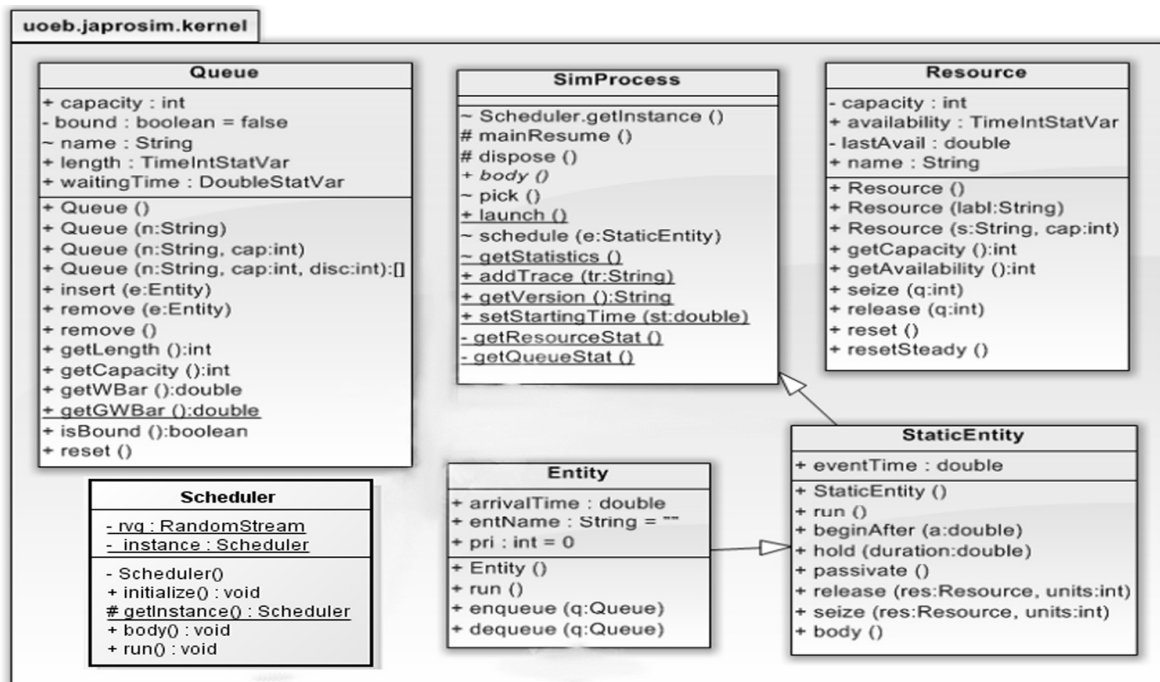 uoeb.japrosim.kernel
Queue
+ capacity : int
- bound : boolean = false
~ name : String
+ length : TimeIntStatVar
+ waitingTime : DoubleStatVar
+ Queue ()
+ Queue (n:String)
+ Queue (n:String, cap:int)
+ Queue (n:String, cap:int, disc:int):[]
+ insert (e:Entity)
+ remove (e:Entity)
+ remove ()
+ getLength ():int
+ getCapacity ():int
+ getWBar ():double
+ getGWBar ():double
+ isBound ():boolean
+ reset ()
SimProcess
~ Scheduler.getInstance ()
# mainResume ()
# dispose ()
+ body ()
~ pick ()
+ launch ()
~ schedule (e:StaticEntity)
~ getStatistics ()
+ addTrace (tr:String)
+ getVersion ():String
+ setStartingTime (st:double)
- getResourceStat ()
- getQueueStat ()
Resource
- capacity : int
+ availability : TimeIntStatVar
- lastAvail : double
+ name : String
+ Resource ()
+ Resource (labl:String)
+ Resource (s:String, cap:int)
+ getCapacity ():int
+ getAvailability ():int
+ seize (q:int)
+ release (q:int)
+ reset ()
+ resetSteady ()
Scheduler
- rvg : RandomStream
- instance : Scheduler
- Scheduler()
+ initialize() : void
# getInstance() : Scheduler
+ body() : void
+ run() : void
Entity
+ arrivalTime : double
+ entName : String = ""
+ pri : int = 0
+ Entity ()
+ run ()
+ enqueue (q:Queue)
+ dequeue (q:Queue)
StaticEntity
+ eventTime : double
+ StaticEntity ()
+ run ()
+ beginAfter (a:double)
+ hold (duration:double)
+ passivate ()
+ release (res:Resource, units:int)
+ seize (res:Resource, units:int)
+ body ()